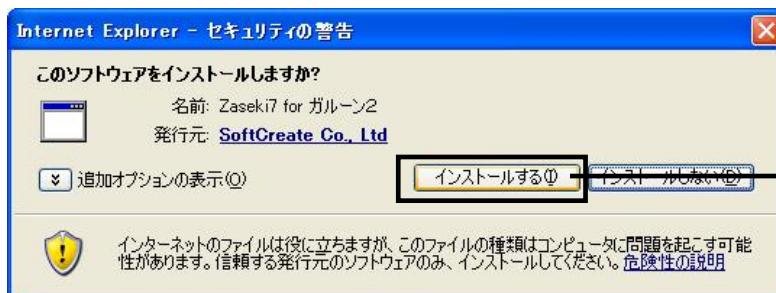 Internet Explorer - セキュリティの警告
このソフトウェアをインストールしますか?
名前: Zaseki7 for ガルーン2
発行元: SoftCreate Co., Ltd
追加オプションの表示(O)
インストールする(I)
インストールしない(D)
インターネットのファイルは役に立ちますが、このファイルの種類はコンピュータに問題を起こす可能
性があります。信頼する発行元のソフトウェアのみ、インストールしてください。危険性の説明